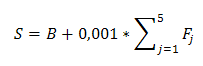 S = B + 0,001 * ∑_{j=1}^{5} F_j